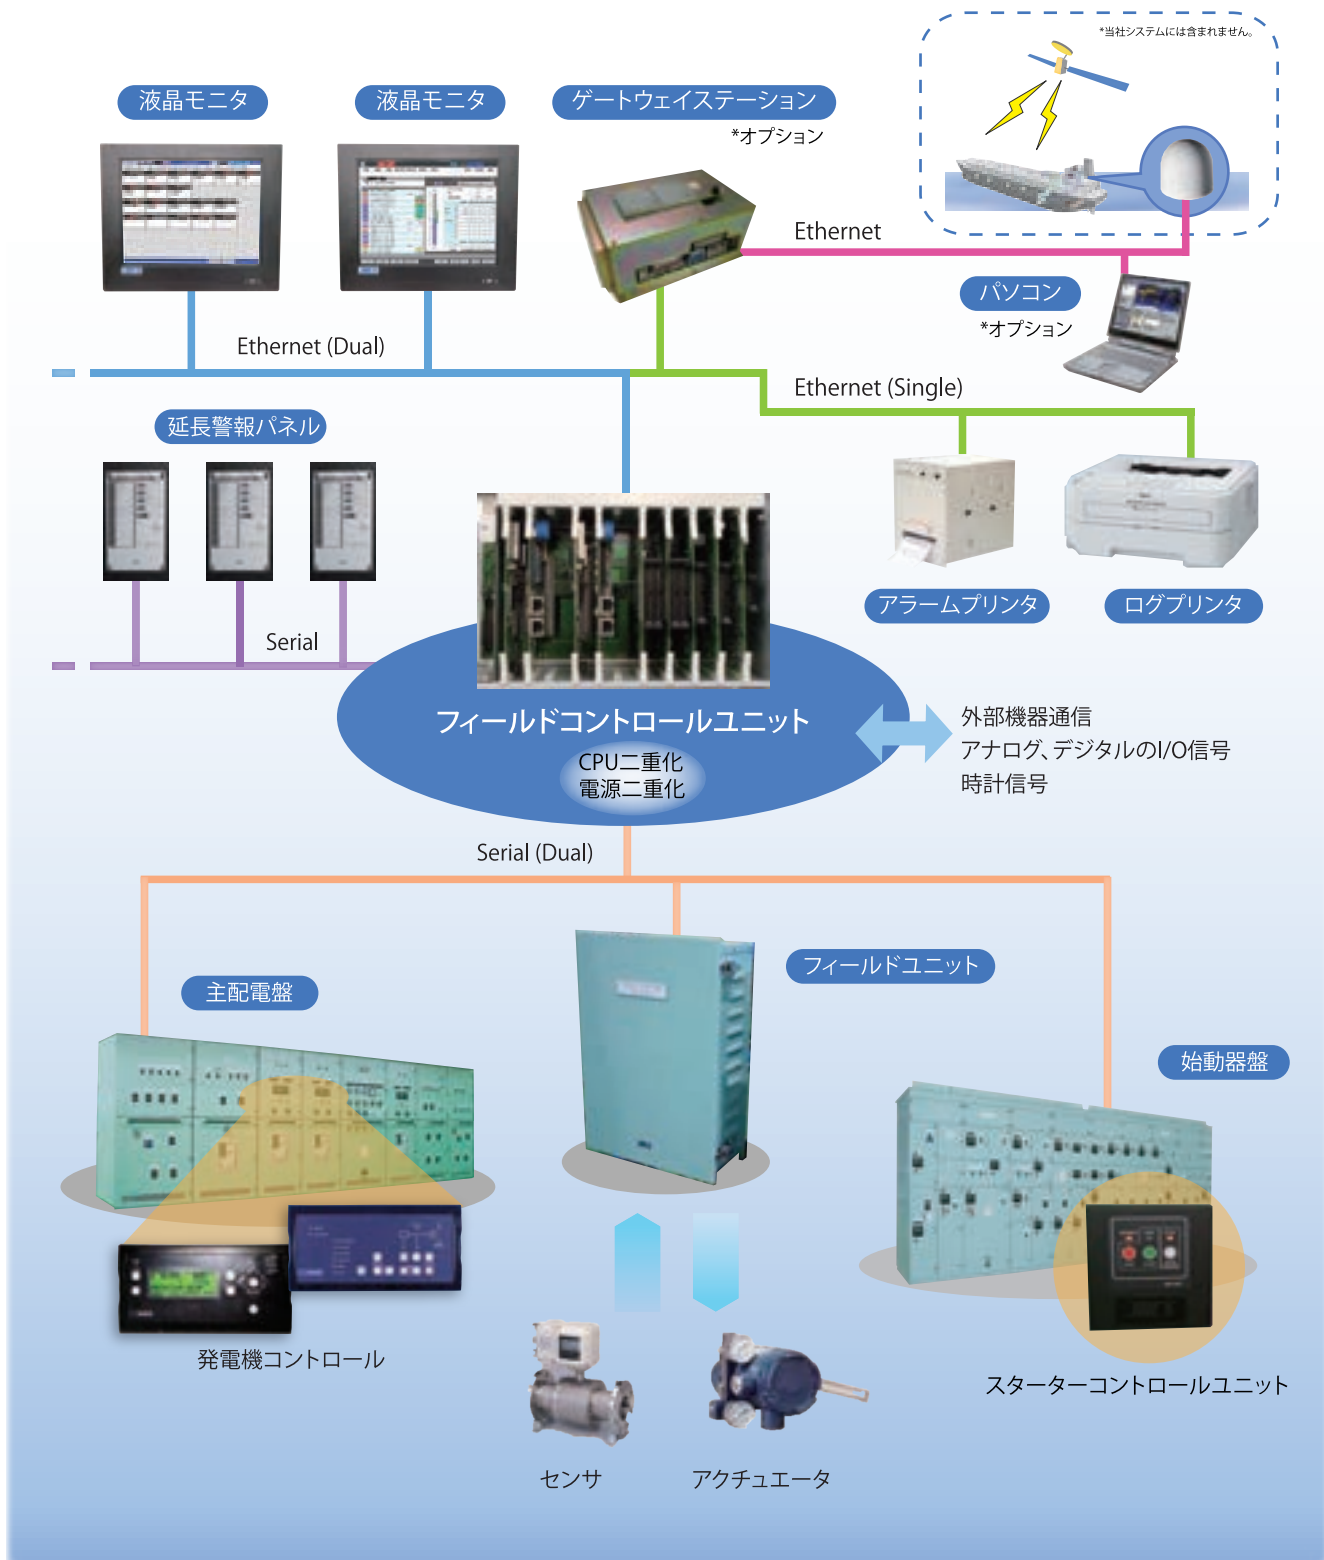 *当社システムには含まれません。
液晶モニタ
液晶モニタ
ゲートウェイステーション
*オプション
Ethernet
パソコン
*オプション
Ethernet (Dual)
Ethernet (Single)
延長警報パネル
アラームプリンタ
ログプリンタ
Serial
フィールドコントロールユニット
CPU二重化
電源二重化
外部機器通信
アナログ、デジタルのI/O信号
時計信号
Serial (Dual)
フィールドユニット
主配電盤
始動器盤
発電機コントロール
スターターコントロールユニット
センサ
アクチュエータ